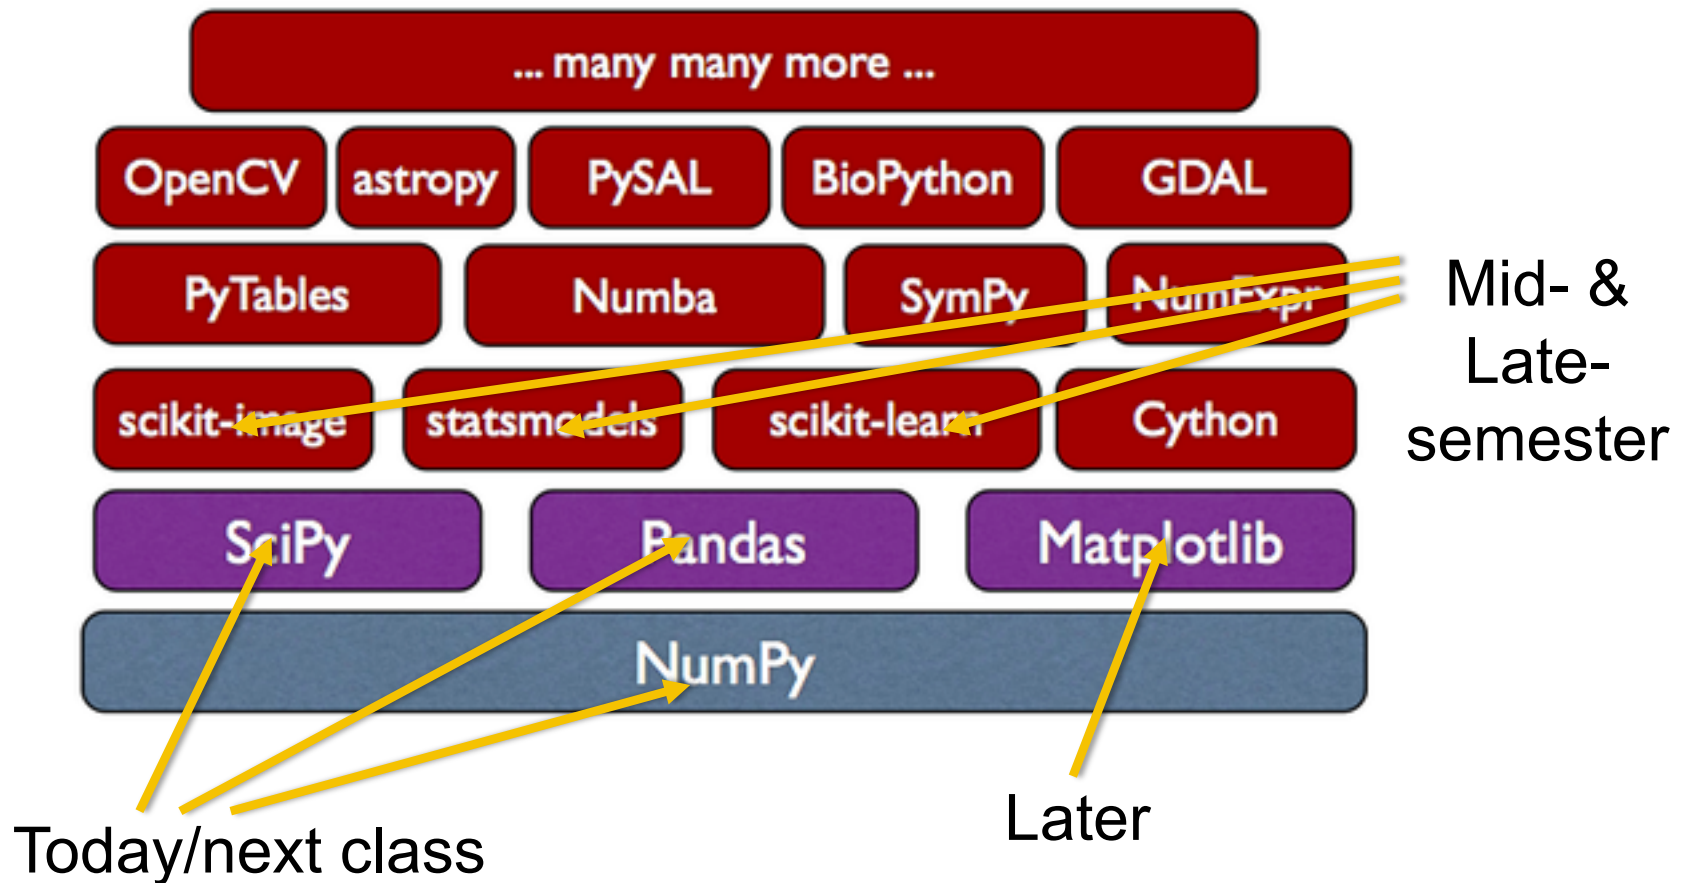 ... many many more ...
OpenCV astropy PySAL BioPython GDAL
PyTables Numba SymPy NumExpr
scikit-image statsmodels scikit-learn Cython
SciPy Pandas Matplotlib
NumPy
Mid- &
Late-
semester
Later
Today/next class